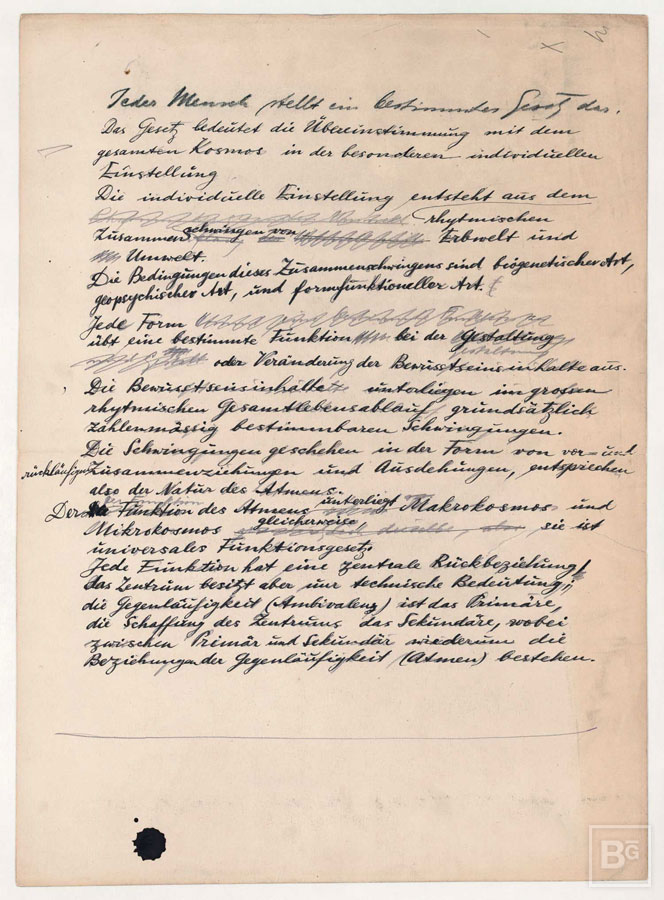 Jeder Mensch stellt ein bestimmtes Gesetz dar.
Das Gesetz bedeutet die Übereinstimmung mit dem
gesamten Kosmos in der besonderen individuellen
Einstellung
Die individuelle Einstellung entsteht aus dem
rhytmischen
Zusammenschwingen von Erbwelt und
Umwelt.
Die Bedingungen dieses Zusammenschwingens sind biogenetischer Art,
geopsychischer Art, und formfunktioneller Art.
Jede Form
übt eine bestimmte Funktion bei der Gestaltung
oder Veränderung der Bewusstseinsinhalte aus.
Die Bewusstseinsinhalte unterliegen im grossen
rhytmischen Gesamtlebensablauf grundsätzlich
zahlenmässig bestimmbaren Schwingungen.
Die Schwingungen geschehen in der Form von vor- und
rückläufigen Zusammenziehungen und Ausdehungen, entsprechen
also der Natur des Atmens.
Der Funktion des Atmens unterliegt Makrokosmos und
Mikrokosmos gleicherweise, sie ist
universales Funktionsgesetz.
Jede Funktion hat eine zentrale Rückbeziehung!
das Zentrum besitzt aber nur technische Bedeutung;
die Gegenläufigkeit (Ambivalenz) ist das Primäre,
die Schaffung des Zentrums das Sekundäre, wobei
zwischen Primär und Sekundär wiederum die
Beziehungen der Gegenläufigkeit (Atmen) bestehen.
BG